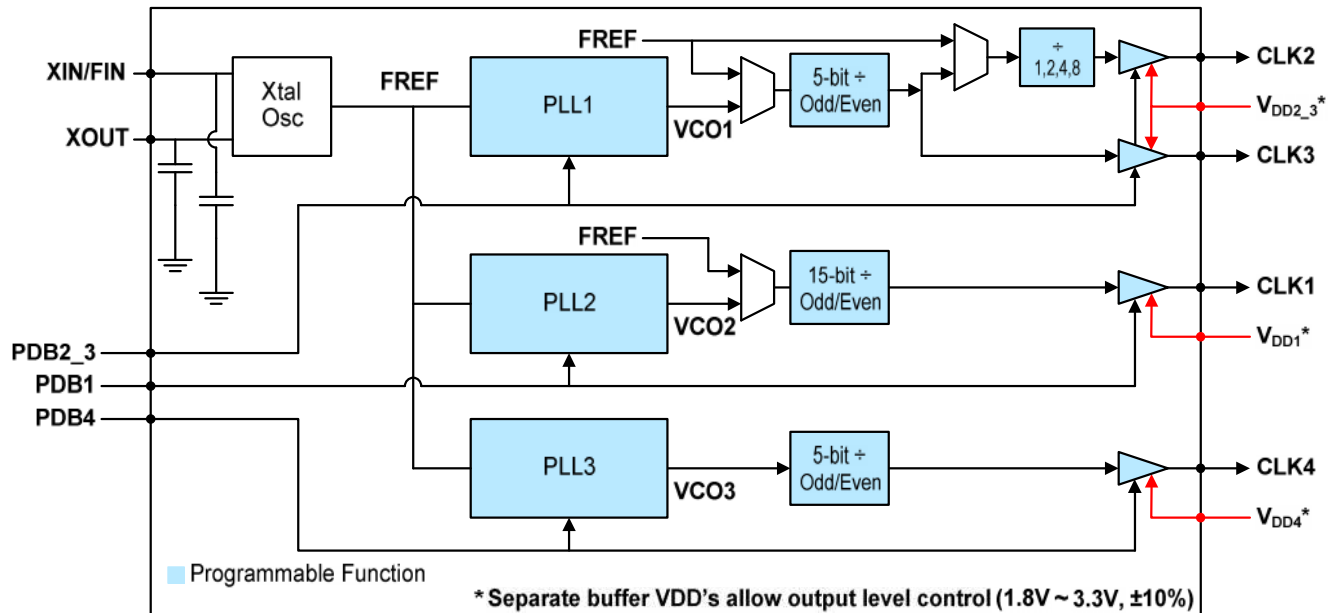 FREF
XIN/FIN
Xtal
Osc
FREF
PLL1
5-bit ÷
Odd/Even
÷
1,2,4,8
CLK2
VDD2_3*
XOUT
VCO1
CLK3
FREF
PLL2
15-bit ÷
Odd/Even
CLK1
VCO2
VDD1*
PDB2_3
PDB1
PDB4
PLL3
5-bit ÷
Odd/Even
CLK4
VCO3
VDD4*
Programmable Function
* Separate buffer VDD's allow output level control (1.8V ~ 3.3V, ±10%)